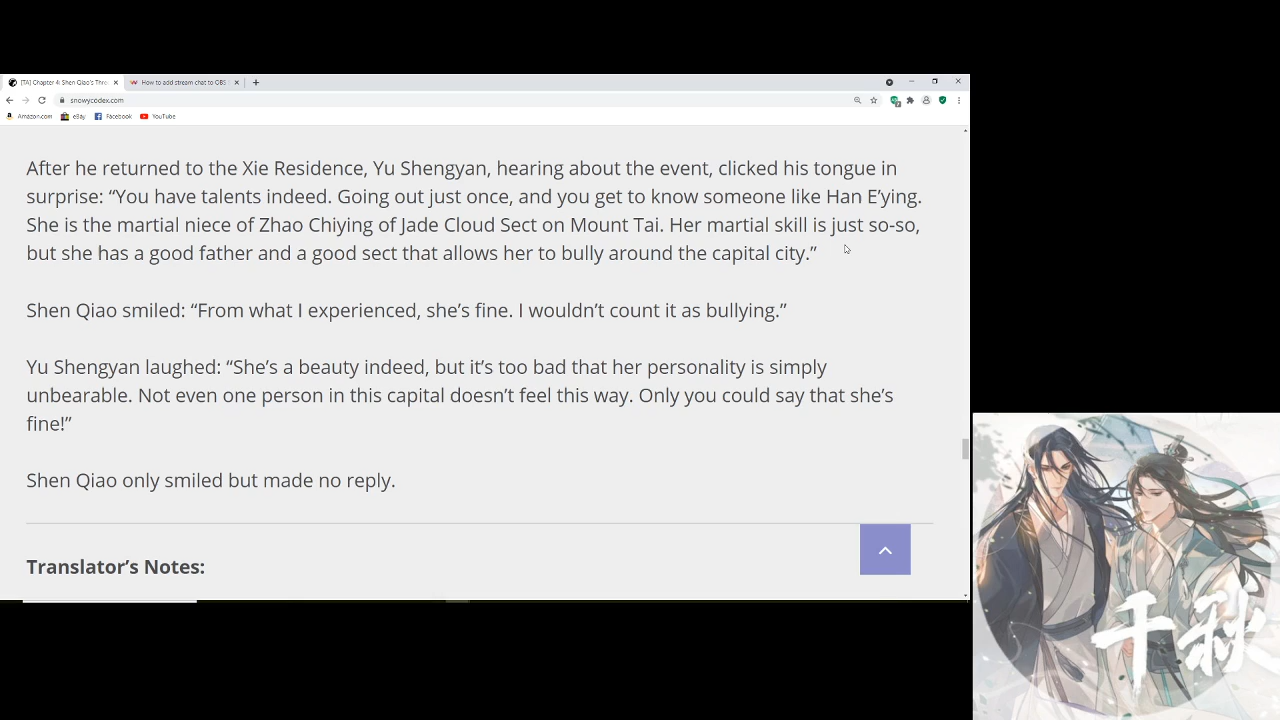 [TA] Chapter 4: Shen Qiao's Thre
How to add stream chat to OBS
snowycodex.com
Amazon.com
eBay
Facebook
YouTube
After he returned to the Xie Residence, Yu Shengyan, hearing about the event, clicked his tongue in
surprise: “You have talents indeed. Going out just once, and you get to know someone like Han E’ying.
She is the martial niece of Zhao Chiying of Jade Cloud Sect on Mount Tai. Her martial skill is just so-so,
but she has a good father and a good sect that allows her to bully around the capital city.”
Shen Qiao smiled: “From what I experienced, she’s fine. I wouldn’t count it as bullying.”
Yu Shengyan laughed: “She’s a beauty indeed, but it’s too bad that her personality is simply
unbearable. Not even one person in this capital doesn’t feel this way. Only you could say that she’s
fine!”
Shen Qiao only smiled but made no reply.
Translator’s Notes:
千秋